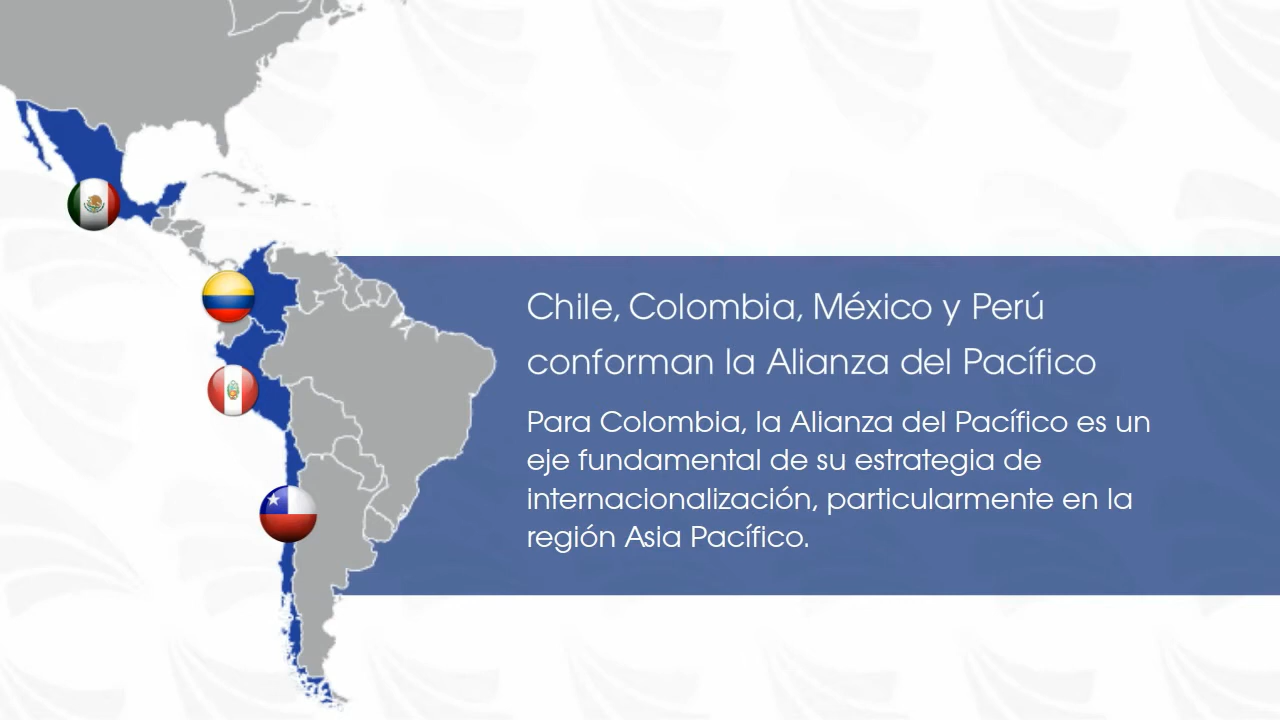 Chile, Colombia, México y Perú
conforman la Alianza del Pacífico
Para Colombia, la Alianza del Pacífico es un
eje fundamental de su estrategia de
internacionalización, particularmente en la
región Asia Pacífico.